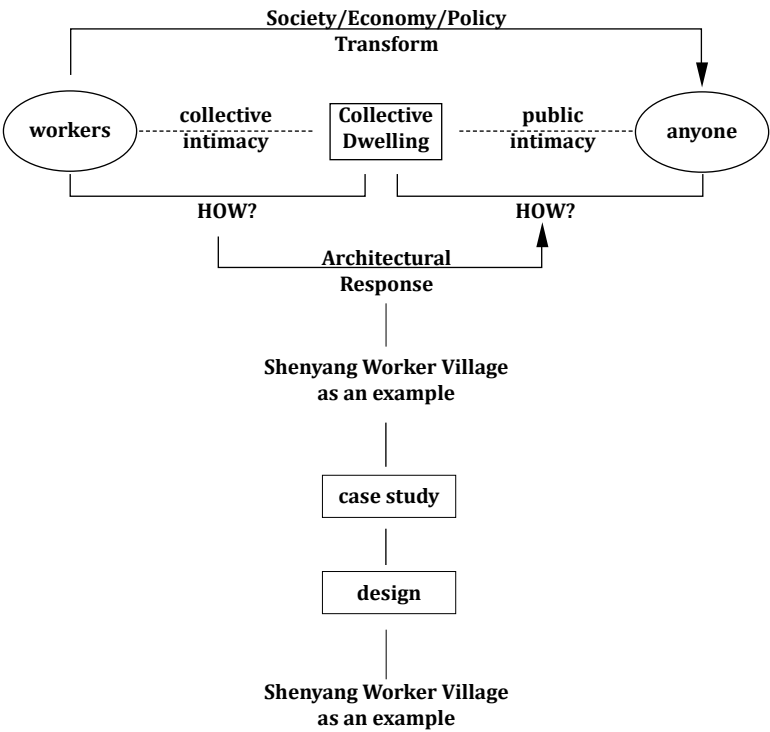 Society/Economy/Policy
Transform
workers
collective
intimacy
Collective
Dwelling
public
intimacy
anyone
HOW?
HOW?
Architectural
Response
Shenyang Worker Village
as an example
case study
design
Shenyang Worker Village
as an example